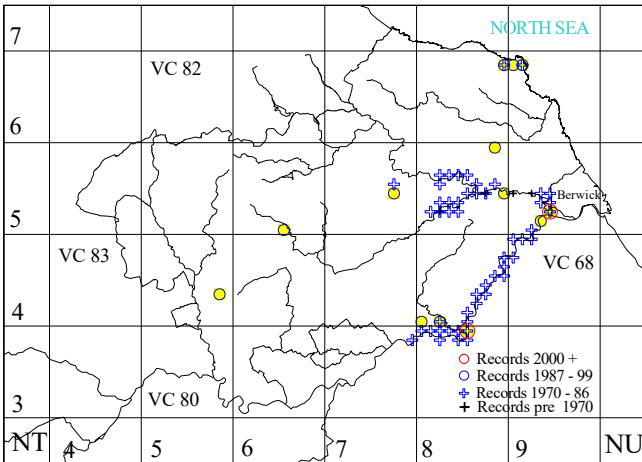 NORTH SEA
7
VC 82
6
Berwick
5
VC 83
VC 68
4
Records 2000 +
Records 1987 - 99
Records 1970 - 86
VC 80
Records pre 1970
3
NT 4 5 6 7 8 9 NU